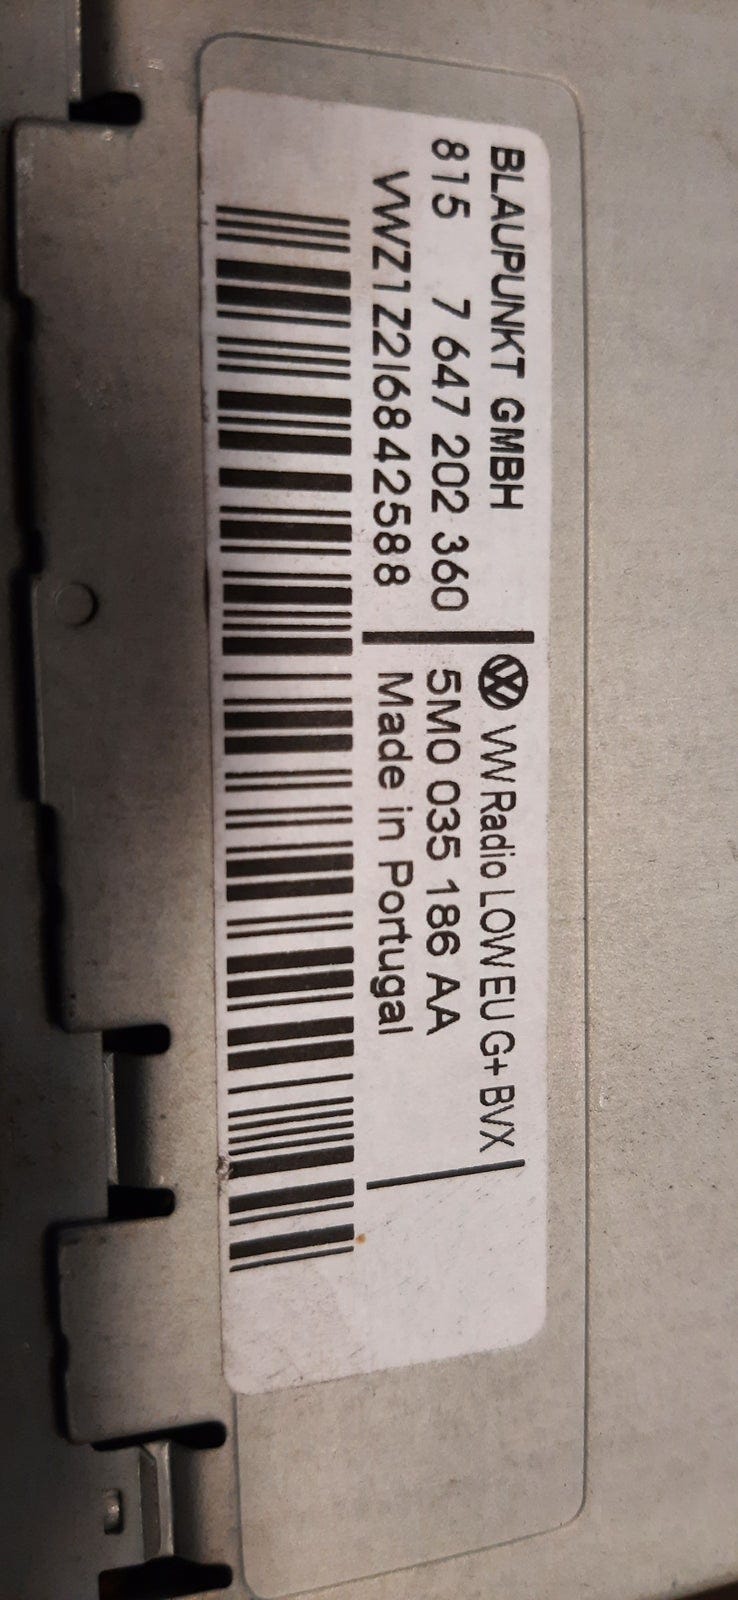 BLAUPUNKT GMBH
815 7 647 202 360
VWZ1Z2I6842588
VW Radio LOW EU G+ BVX
5M0 035 186 AA
Made in Portugal